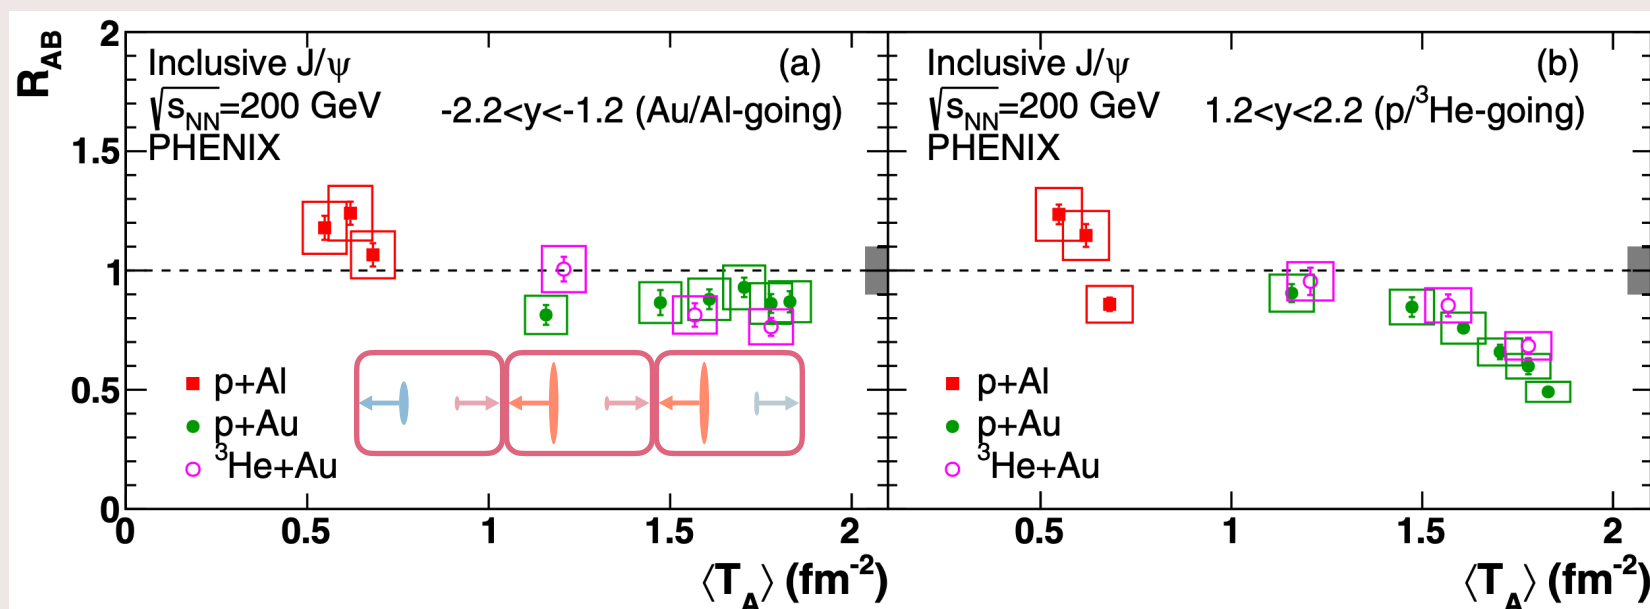 2
R_AB
Inclusive J/ψ
(a)
√s_NN=200 GeV
-2.2<y<-1.2 (Au/Al-going)
PHENIX
1.5
1
0.5
0
p+Al
p+Au
³He+Au
0 0.5 1 1.5 2
⟨T_A⟩ (fm⁻²)
Inclusive J/ψ
(b)
√s_NN=200 GeV
1.2<y<2.2 (p/³He-going)
PHENIX
p+Al
p+Au
³He+Au
0.5 1 1.5 2
⟨T_A⟩ (fm⁻²)